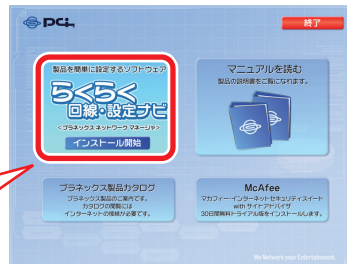 PCi
終了
製品を簡単に設定するソフトウェア
らくらく
回線・設定ナビ
<プラネックスネットワークマネージャ>
インストール開始
マニュアルを読む
製品の説明書をご覧になれます。
プラネックス製品カタログ
プラネックス製品のご案内です。
カタログの閲覧には
インターネットの接続が必要です。
McAfee
マカフィー・インターネットセキュリティスイート
with サイトアドバイザ
30日間無料トライアル版をインストールします。
We Network your Entertainment.